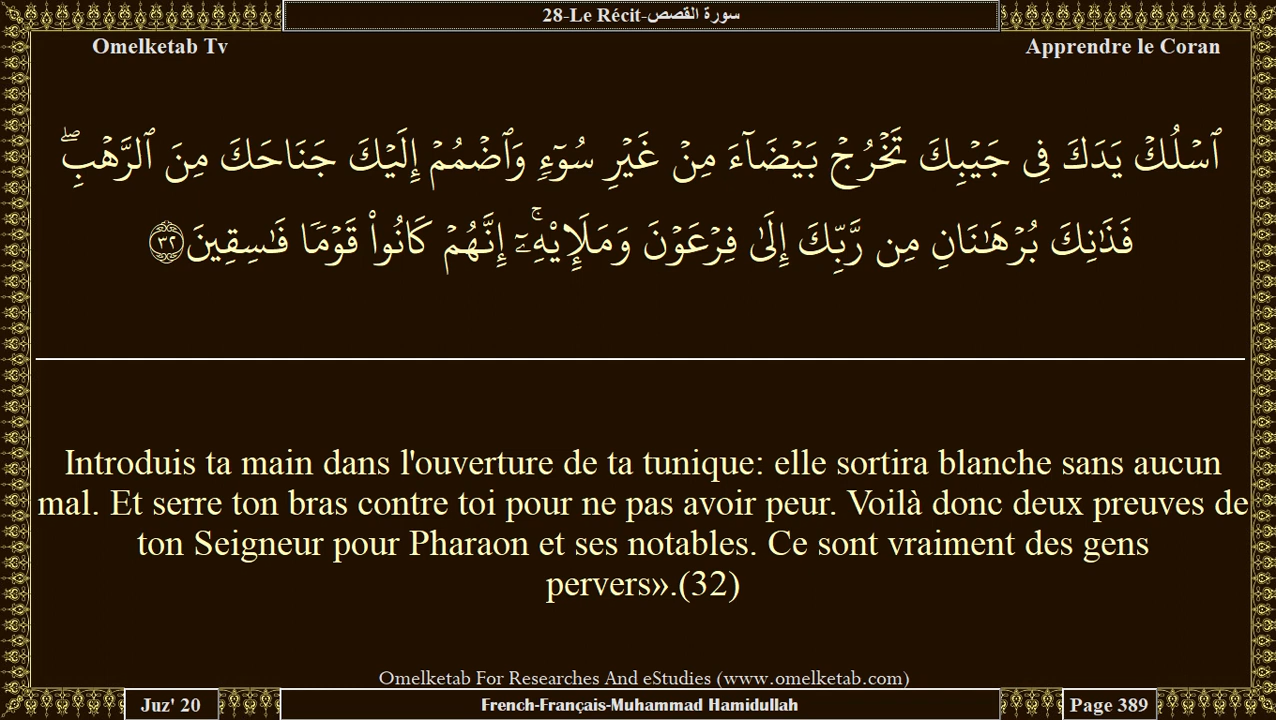 28-Le Récit-سورة القصص
Omelketab Tv
Apprendre le Coran
ٱسْلُكْ يَدَكَ فِى جَيْبِكَ تَخْرُجْ بَيْضَآءَ مِنْ غَيْرِ سُوٓءٍ وَٱضْمُمْ إِلَيْكَ جَنَاحَكَ مِنَ ٱلرَّهْبِ ۖ
فَذَٰنِكَ بُرْهَـٰنَانِ مِن رَّبِّكَ إِلَىٰ فِرْعَوْنَ وَمَلَإِي۟هِۦٓ ۚ إِنَّهُمْ كَانُوا۟ قَوْمًا فَـٰسِقِينَ ٣٢
Introduis ta main dans l'ouverture de ta tunique: elle sortira blanche sans aucun
mal. Et serre ton bras contre toi pour ne pas avoir peur. Voilà donc deux preuves de
ton Seigneur pour Pharaon et ses notables. Ce sont vraiment des gens
pervers».(32)
Omelketab For Researches And eStudies (www.omelketab.com)
Juz' 20
French-Français-Muhammad Hamidullah
Page 389